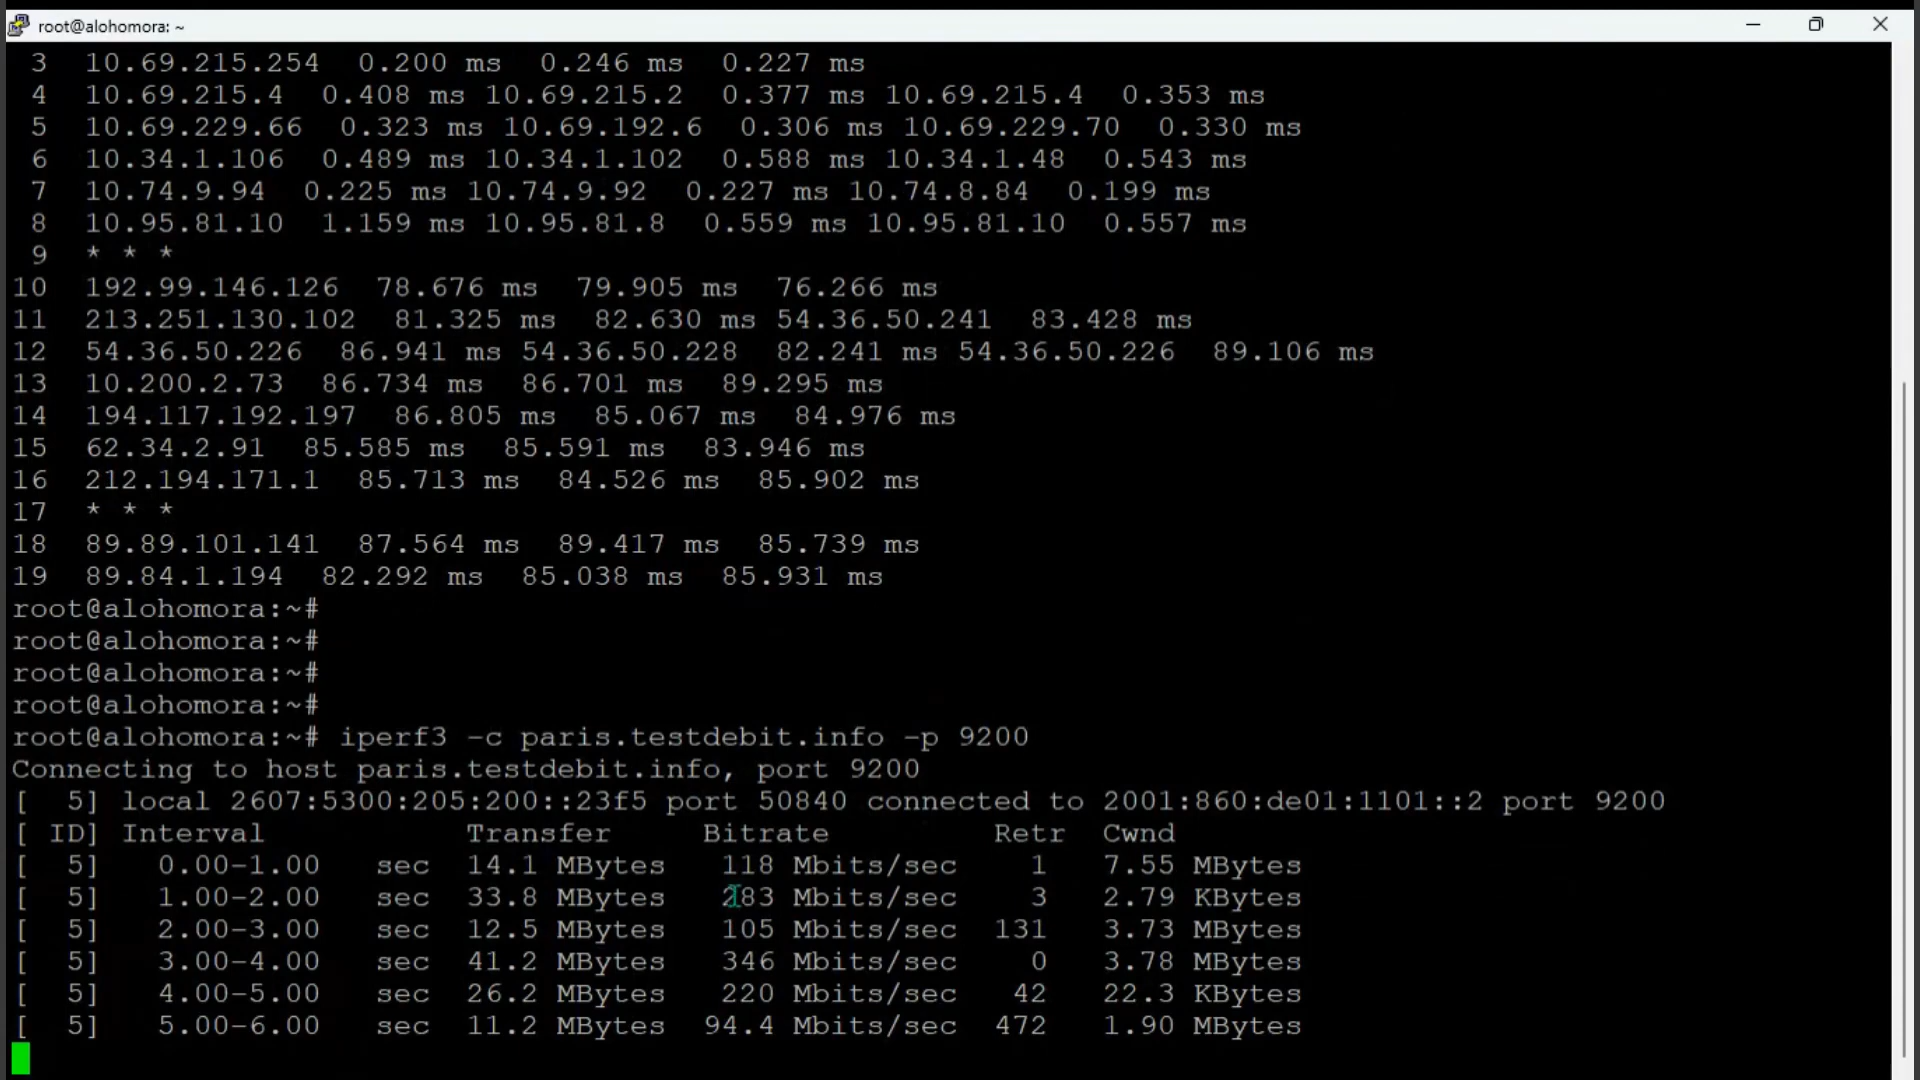 root@alohomora: ~
3 10.69.215.254 0.200 ms 0.246 ms 0.227 ms
4 10.69.215.4 0.408 ms 10.69.215.2 0.377 ms 10.69.215.4 0.353 ms
5 10.69.229.66 0.323 ms 10.69.192.6 0.306 ms 10.69.229.70 0.330 ms
6 10.34.1.106 0.489 ms 10.34.1.102 0.588 ms 10.34.1.48 0.543 ms
7 10.74.9.94 0.225 ms 10.74.9.92 0.227 ms 10.74.8.84 0.199 ms
8 10.95.81.10 1.159 ms 10.95.81.8 0.559 ms 10.95.81.10 0.557 ms
9 * * *
10 192.99.146.126 78.676 ms 79.905 ms 76.266 ms
11 213.251.130.102 81.325 ms 82.630 ms 54.36.50.241 83.428 ms
12 54.36.50.226 86.941 ms 54.36.50.228 82.241 ms 54.36.50.226 89.106 ms
13 10.200.2.73 86.734 ms 86.701 ms 89.295 ms
14 194.117.192.197 86.805 ms 85.067 ms 84.976 ms
15 62.34.2.91 85.585 ms 85.591 ms 83.946 ms
16 212.194.171.1 85.713 ms 84.526 ms 85.902 ms
17 * * *
18 89.89.101.141 87.564 ms 89.417 ms 85.739 ms
19 89.84.1.194 82.292 ms 85.038 ms 85.931 ms
root@alohomora:~#
root@alohomora:~#
root@alohomora:~#
root@alohomora:~#
root@alohomora:~# iperf3 -c paris.testdebit.info -p 9200
Connecting to host paris.testdebit.info, port 9200
[ 5] local 2607:5300:205:200::23f5 port 50840 connected to 2001:860:de01:1101::2 port 9200
[ ID] Interval Transfer Bitrate Retr Cwnd
[ 5] 0.00-1.00 sec 14.1 MBytes 118 Mbits/sec 1 7.55 MBytes
[ 5] 1.00-2.00 sec 33.8 MBytes 283 Mbits/sec 3 2.79 KBytes
[ 5] 2.00-3.00 sec 12.5 MBytes 105 Mbits/sec 131 3.73 MBytes
[ 5] 3.00-4.00 sec 41.2 MBytes 346 Mbits/sec 0 3.78 MBytes
[ 5] 4.00-5.00 sec 26.2 MBytes 220 Mbits/sec 42 22.3 KBytes
[ 5] 5.00-6.00 sec 11.2 MBytes 94.4 Mbits/sec 472 1.90 MBytes